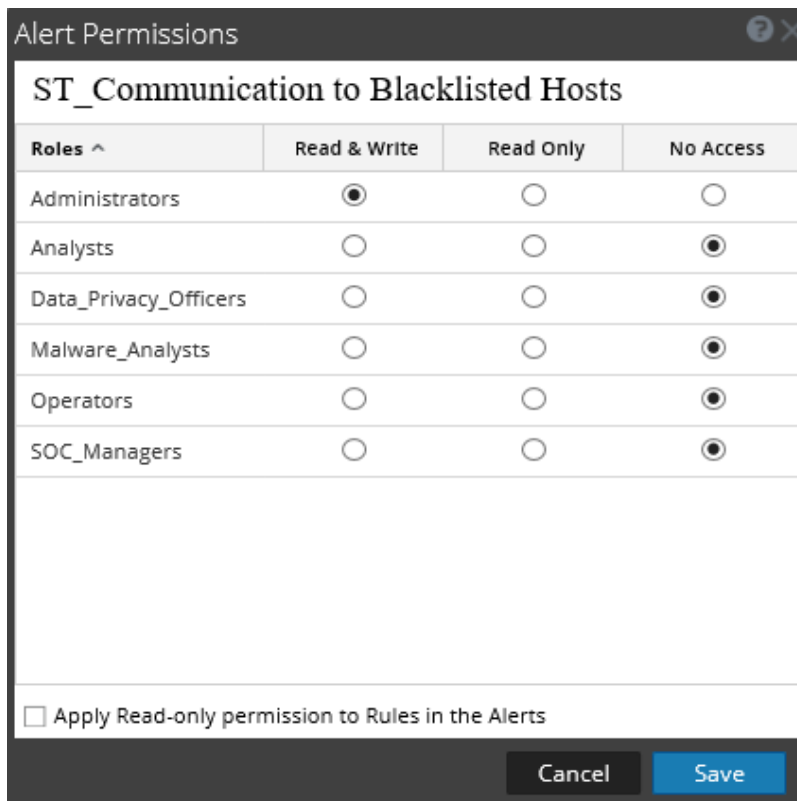 Alert Permissions
ST_Communication to Blacklisted Hosts
Roles Read & Write Read Only No Access
Administrators
Analysts
Data_Privacy_Officers
Malware_Analysts
Operators
SOC_Managers
Apply Read-only permission to Rules in the Alerts
Cancel Save